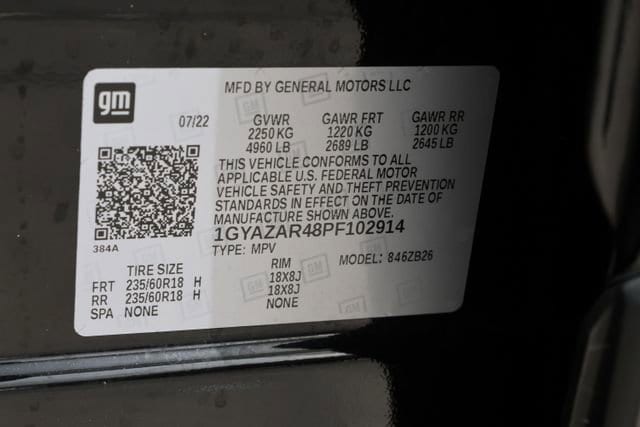 gm
MFD BY GENERAL MOTORS LLC
07/22 GVWR GAWR FRT GAWR RR
2250 KG 1220 KG 1200 KG
4960 LB 2689 LB 2645 LB
THIS VEHICLE CONFORMS TO ALL
APPLICABLE U.S. FEDERAL MOTOR
VEHICLE SAFETY AND THEFT PREVENTION
STANDARDS IN EFFECT ON THE DATE OF
MANUFACTURE SHOWN ABOVE.
384A
1GYAZAR48PF102914
TYPE: MPV
MODEL: 846ZB26
TIRE SIZE RIM
FRT 235/60R18 H 18X8J
RR 235/60R18 H 18X8J
SPA NONE NONE